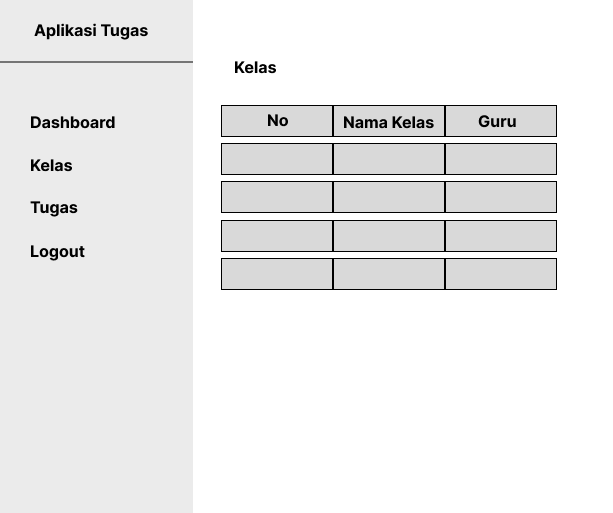 Aplikasi Tugas
Dashboard
Kelas
Tugas
Logout
Kelas
No Nama Kelas Guru